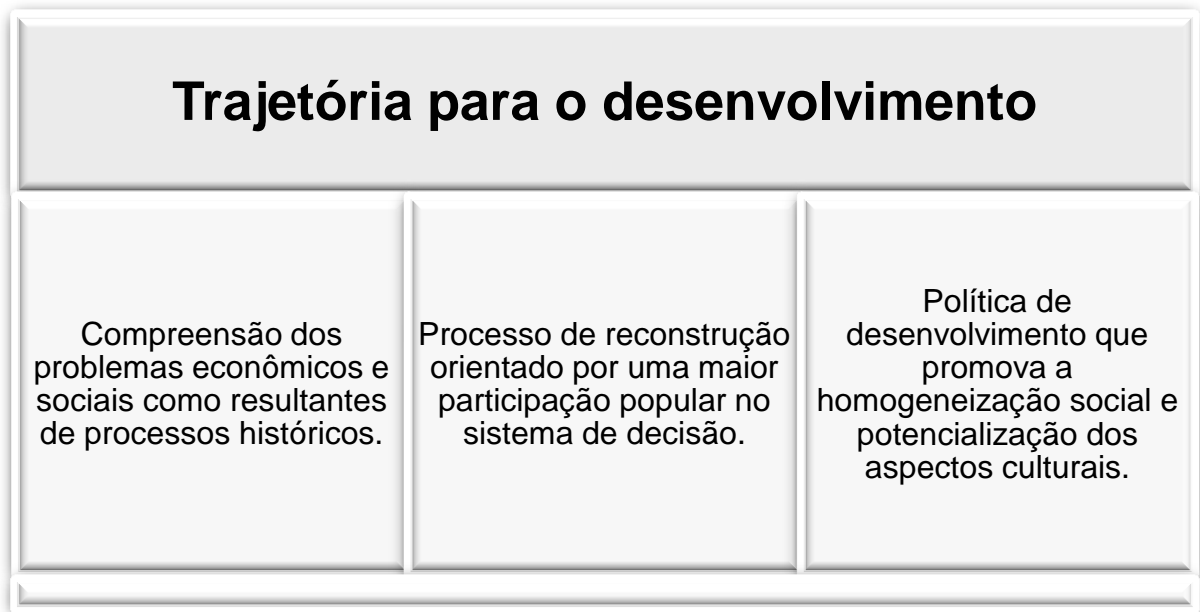 Trajetória para o desenvolvimento
Compreensão dos
problemas econômicos e
sociais como resultantes
de processos históricos.
Processo de reconstrução
orientado por uma maior
participação popular no
sistema de decisão.
Política de
desenvolvimento que
promova a
homogeneização social e
potencialização dos
aspectos culturais.